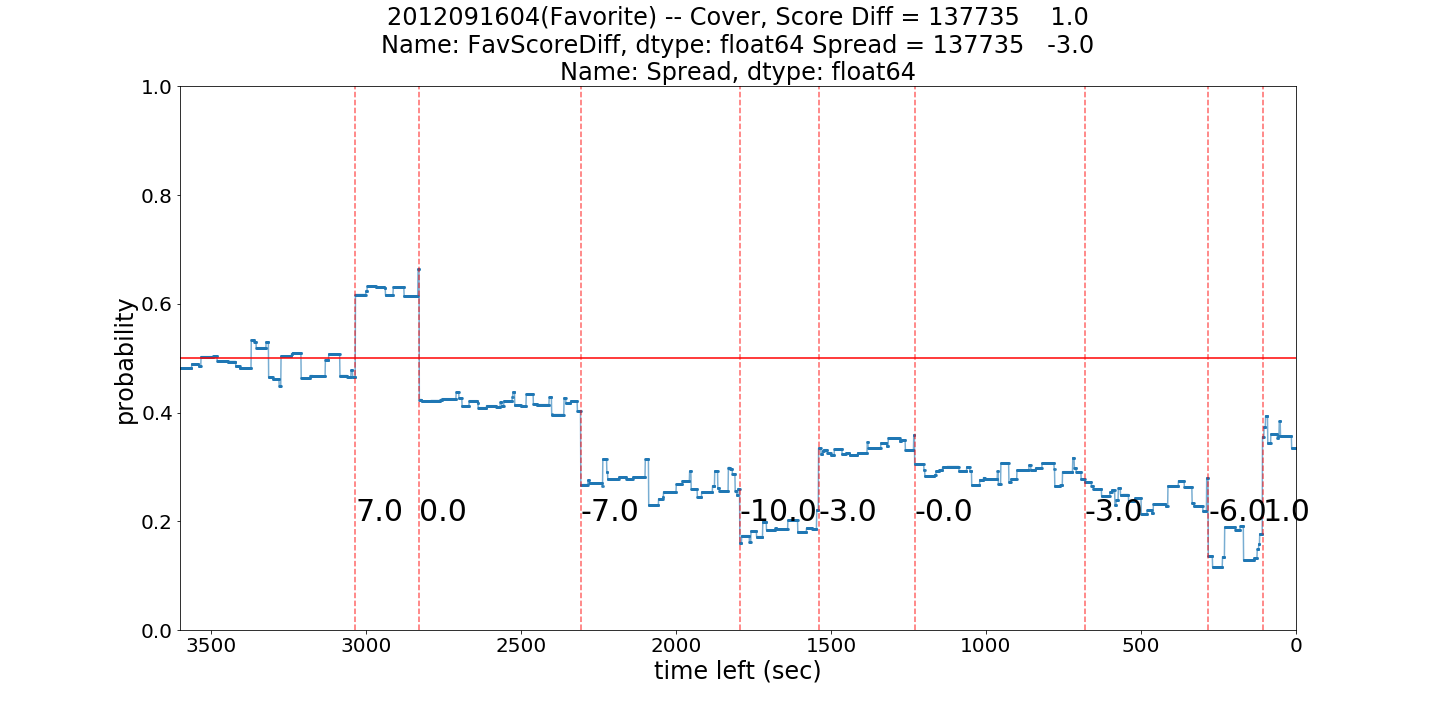 2012091604(Favorite) -- Cover, Score Diff = 137735    1.0
Name: FavScoreDiff, dtype: float64 Spread = 137735   -3.0
Name: Spread, dtype: float64
1.0
0.8
0.6
0.4
0.2
0.0
probability
7.0 0.0 -7.0 -10.0 -3.0 -0.0 -3.0 -6.0 1.0
3500 3000 2500 2000 1500 1000 500 0
time left (sec)